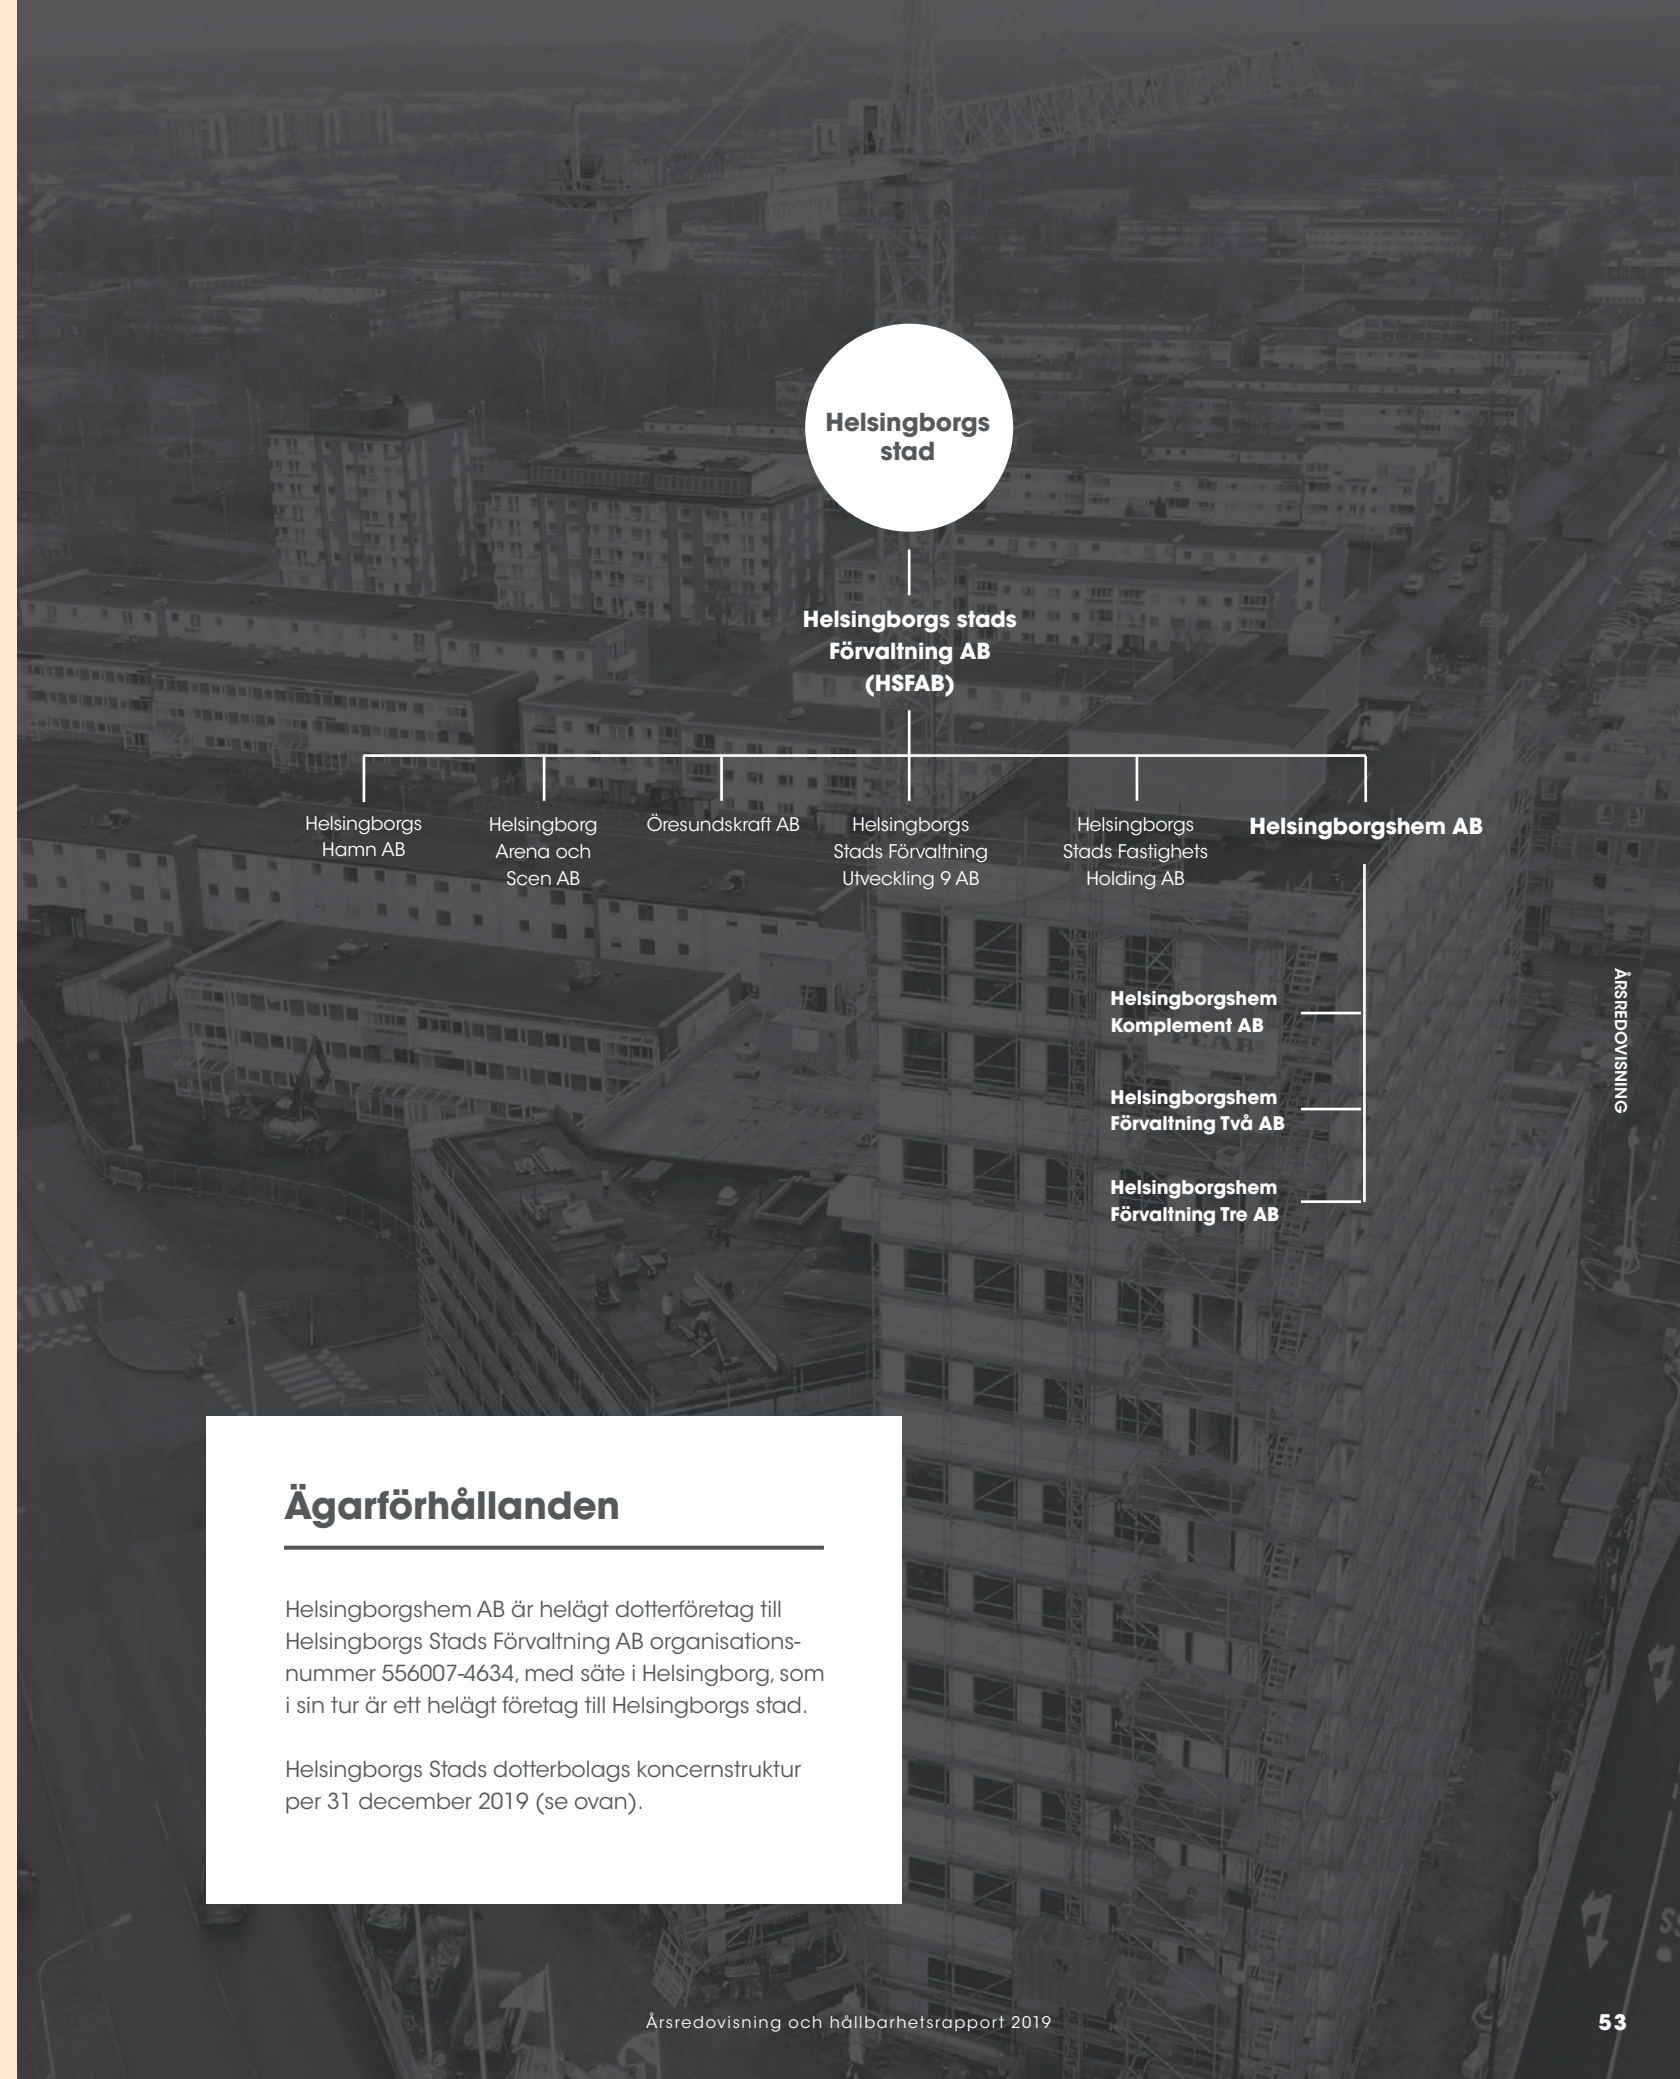 Helsingborgs
stad
Helsingborgs stads
Förvaltning AB
(HSFAB)
Helsingborgs
Hamn AB
Helsingborg
Arena och
Scen AB
Öresundskraft AB
Helsingborgs
Stads Förvaltning
Utveckling 9 AB
Helsingborgs
Stads Fastighets
Holding AB
Helsingborgshem AB
Helsingborgshem
Komplement AB
PEAB
Helsingborgshem
Förvaltning Två AB
Helsingborgshem
Förvaltning Tre AB
ÅRSREDOVISNING
Ägarförhållanden
Helsingborgshem AB är helägt dotterföretag till
Helsingborgs Stads Förvaltning AB organisations-
nummer 556007-4634, med säte i Helsingborg, som
i sin tur är ett helägt företag till Helsingborgs stad.
Helsingborgs Stads dotterbolags koncernstruktur
per 31 december 2019 (se ovan).
Årsredovisning och hållbarhetsrapport 2019
53